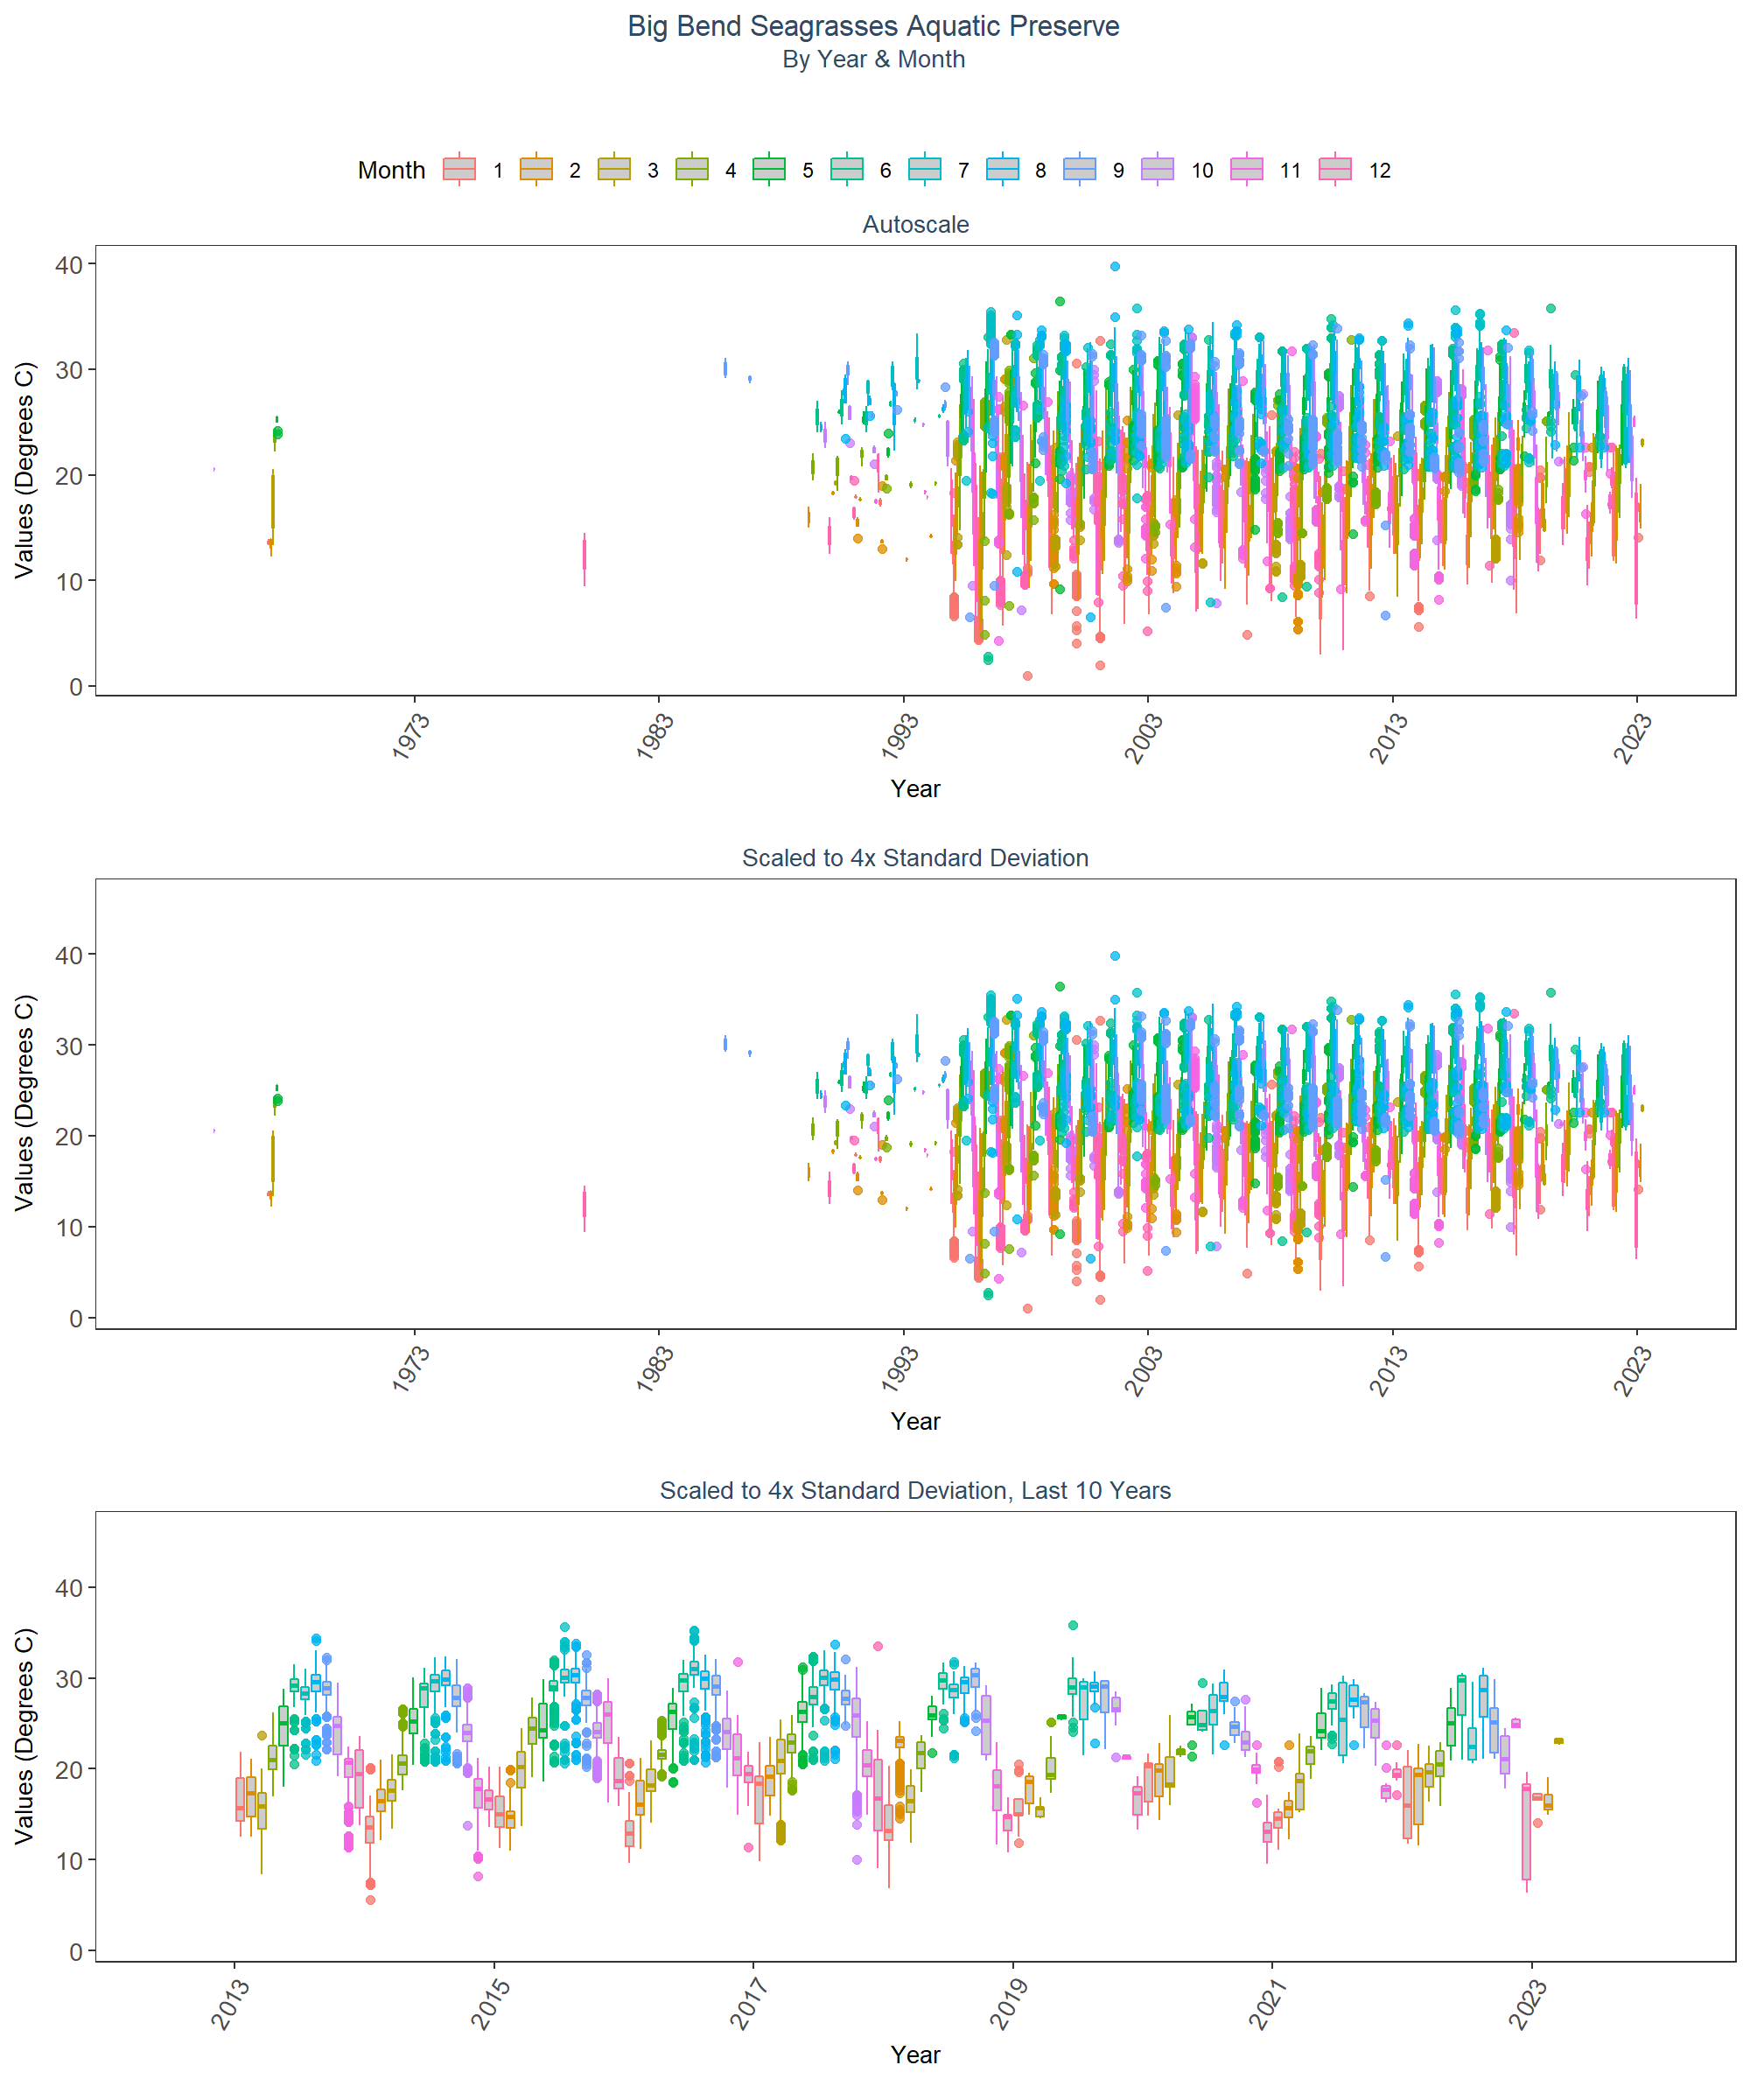 Big Bend Seagrasses Aquatic Preserve
By Year & Month
Month 1 2 3 4 5 6 7 8 9 10 11 12
Autoscale
Values (Degrees C)
40
30
20
10
0
1973 1983 1993 2003 2013 2023
Year
Scaled to 4x Standard Deviation
Values (Degrees C)
40
30
20
10
0
1973 1983 1993 2003 2013 2023
Year
Scaled to 4x Standard Deviation, Last 10 Years
Values (Degrees C)
40
30
20
10
0
2013 2015 2017 2019 2021 2023
Year